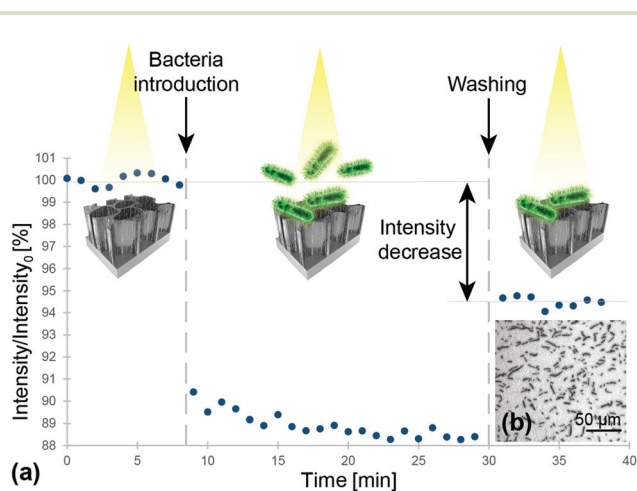 Bacteria
introduction
Washing
101
100
99
98
97
96
95
94
93
92
91
90
89
88
Intensity/Intensity₀ [%]
Intensity
decrease
(b)
50 µm
0
5
10
15
20
25
30
35
40
(a)
Time [min]